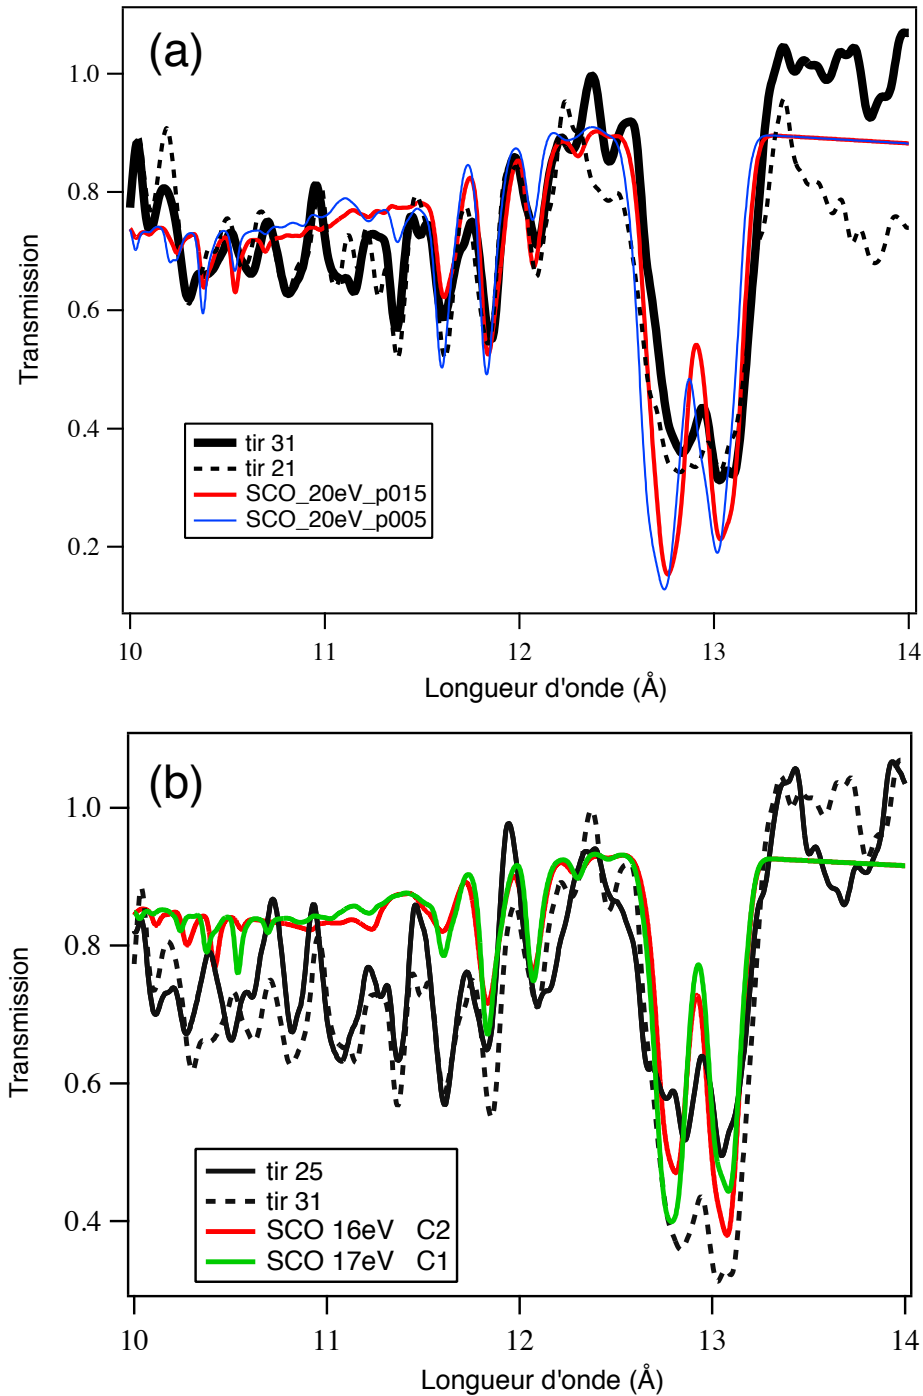 (a)
1.0
0.8
0.6
0.4
0.2
Transmission
tir 31
tir 21
SCO_20eV_p015
SCO_20eV_p005
10 11 12 13 14
Longueur d'onde (Å)
(b)
1.0
0.8
0.6
0.4
Transmission
tir 25
tir 31
SCO 16eV C2
SCO 17eV C1
10 11 12 13 14
Longueur d'onde (Å)